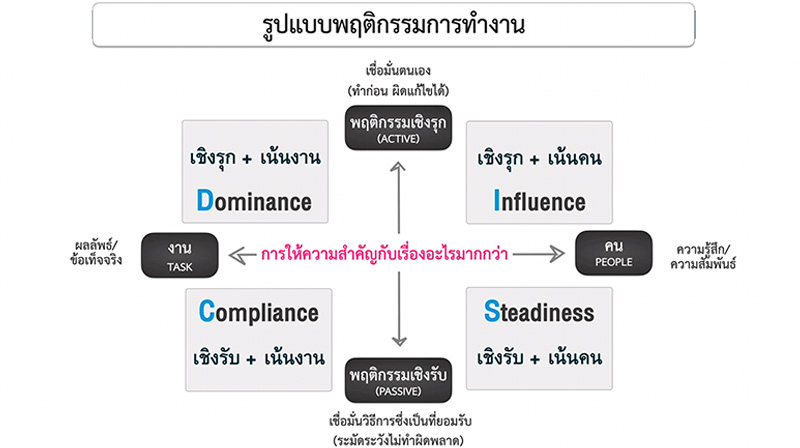 รูปแบบพฤติกรรมการทำงาน
เชื่อมั่นตนเอง
(ทำก่อน ผิดแก้ไขได้)
พฤติกรรมเชิงรุก
(ACTIVE)
เชิงรุก + เน้นงาน
Dominance
เชิงรุก + เน้นคน
Influence
ผลลัพธ์/
ข้อเท็จจริง
งาน
TASK
การให้ความสำคัญกับเรื่องอะไรมากกว่า
คน
PEOPLE
ความรู้สึก/
ความสัมพันธ์
Compliance
เชิงรับ + เน้นงาน
Steadiness
เชิงรับ + เน้นคน
พฤติกรรมเชิงรับ
(PASSIVE)
เชื่อมั่นวิธีการซึ่งเป็นที่ยอมรับ
(ระมัดระวังไม่ทำผิดพลาด)